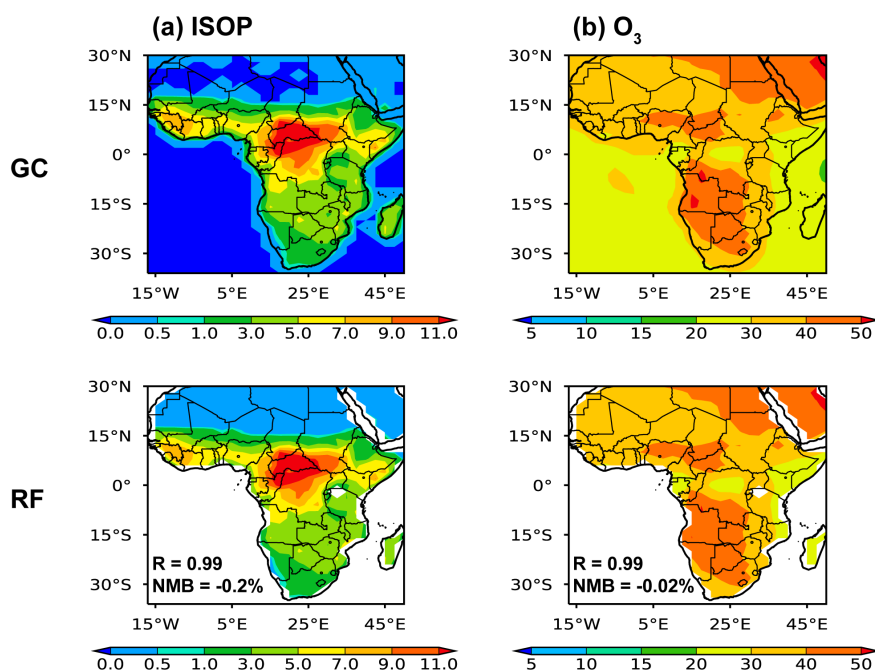 (a) ISOP
(b) O3
GC
30°N
15°N
0°
15°S
30°S
15°W 5°E 25°E 45°E
0.0 0.5 1.0 3.0 5.0 7.0 9.0 11.0
30°N
15°N
0°
15°S
30°S
15°W 5°E 25°E 45°E
5 10 15 20 30 40 50
RF
30°N
15°N
0°
15°S
30°S
R = 0.99
NMB = -0.2%
15°W 5°E 25°E 45°E
0.0 0.5 1.0 3.0 5.0 7.0 9.0 11.0
30°N
15°N
0°
15°S
30°S
R = 0.99
NMB = -0.02%
15°W 5°E 25°E 45°E
5 10 15 20 30 40 50